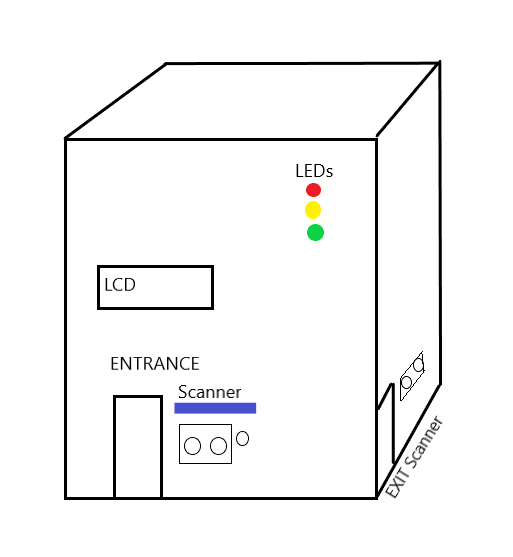 LEDs
LCD
ENTRANCE
Scanner
EXIT Scanner